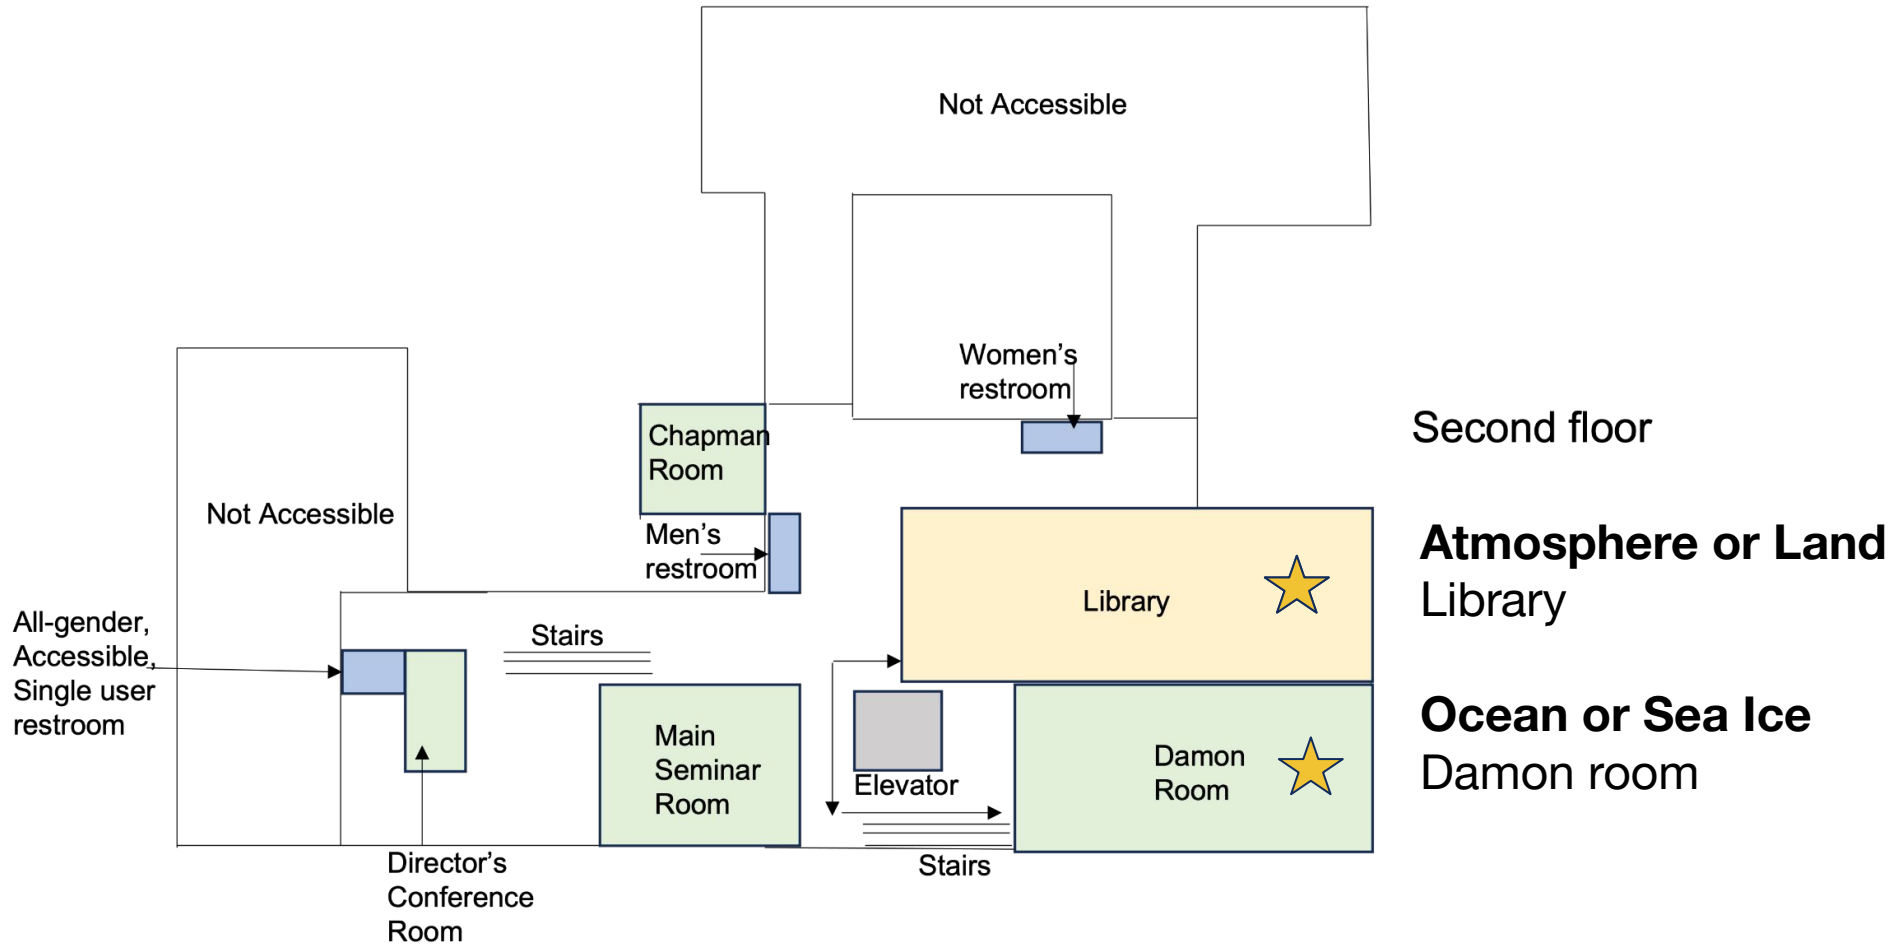 Not Accessible
Women's
restroom
Chapman
Room
Second floor
Not Accessible
Men's
restroom
Atmosphere or Land
Library
Library
All-gender,
Accessible,
Single user
restroom
Stairs
Main
Seminar
Room
Elevator
Damon
Room
Ocean or Sea Ice
Damon room
Stairs
Director's
Conference
Room